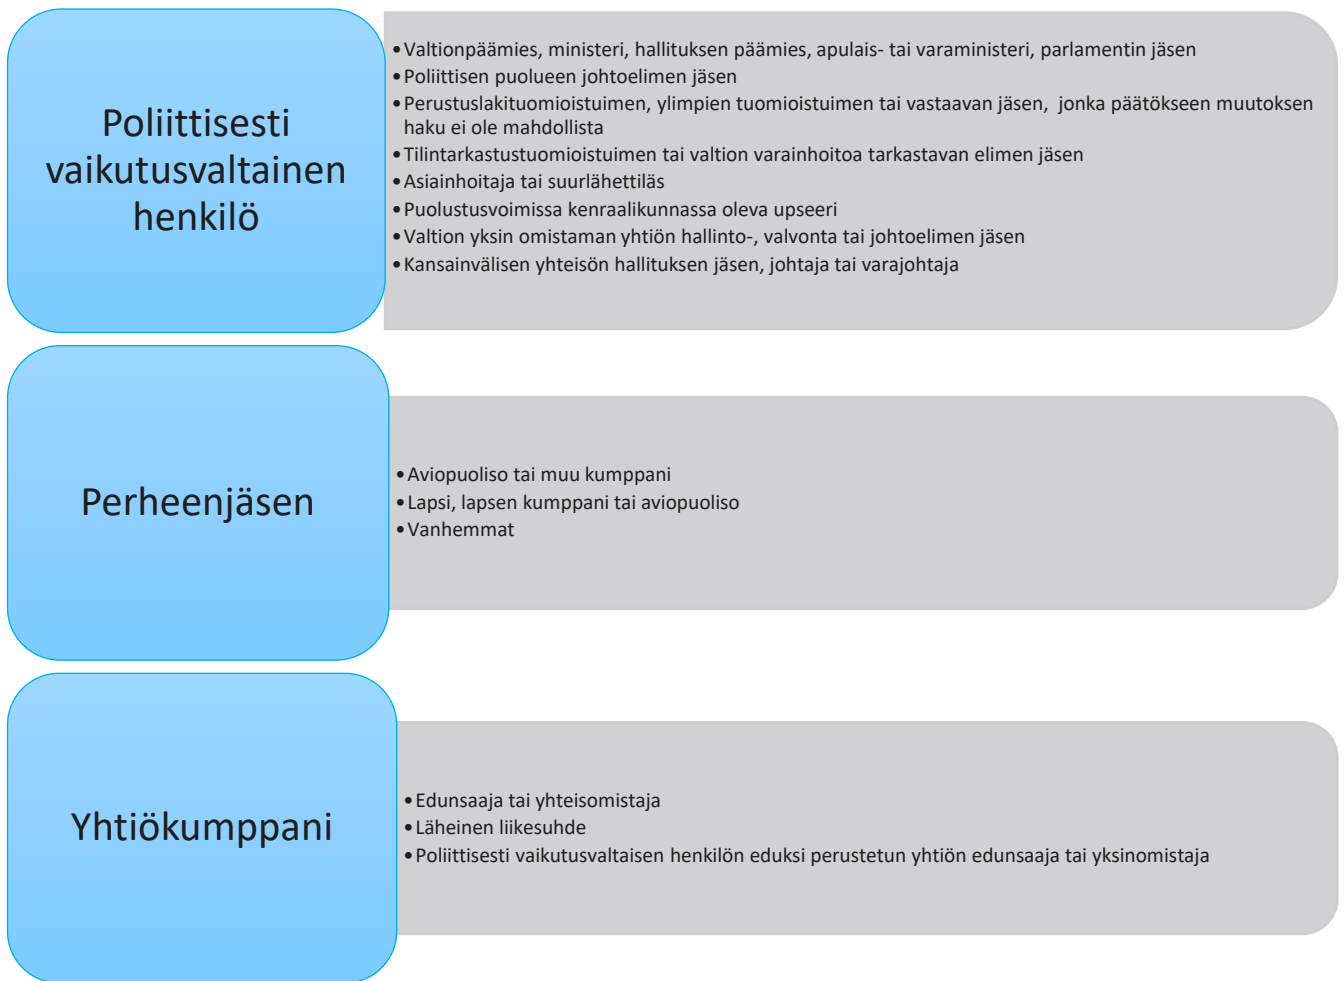 Poliittisesti
vaikutusvaltainen
henkilö
•Valtionpäämies, ministeri, hallituksen päämies, apulais- tai varaministeri, parlamentin jäsen
•Poliittisen puolueen johtoelimen jäsen
•Perustuslakituomioistuimen, ylimpien tuomioistuimen tai vastaavan jäsen, jonka päätökseen muutoksen
haku ei ole mahdollista
•Tilintarkastustuomioistuimen tai valtion varainhoitoa tarkastavan elimen jäsen
•Asiainhoitaja tai suurlähettiläs
•Puolustusvoimissa kenraalikunnassa oleva upseeri
•Valtion yksin omistaman yhtiön hallinto-, valvonta tai johtoelimen jäsen
•Kansainvälisen yhteisön hallituksen jäsen, johtaja tai varajohtaja
Perheenjäsen
•Aviopuoliso tai muu kumppani
•Lapsi, lapsen kumppani tai aviopuoliso
•Vanhemmat
Yhtiökumppani
•Edunsaaja tai yhteisomistaja
•Läheinen liikesuhde
•Poliittisesti vaikutusvaltaisen henkilön eduksi perustetun yhtiön edunsaaja tai yksinomistaja